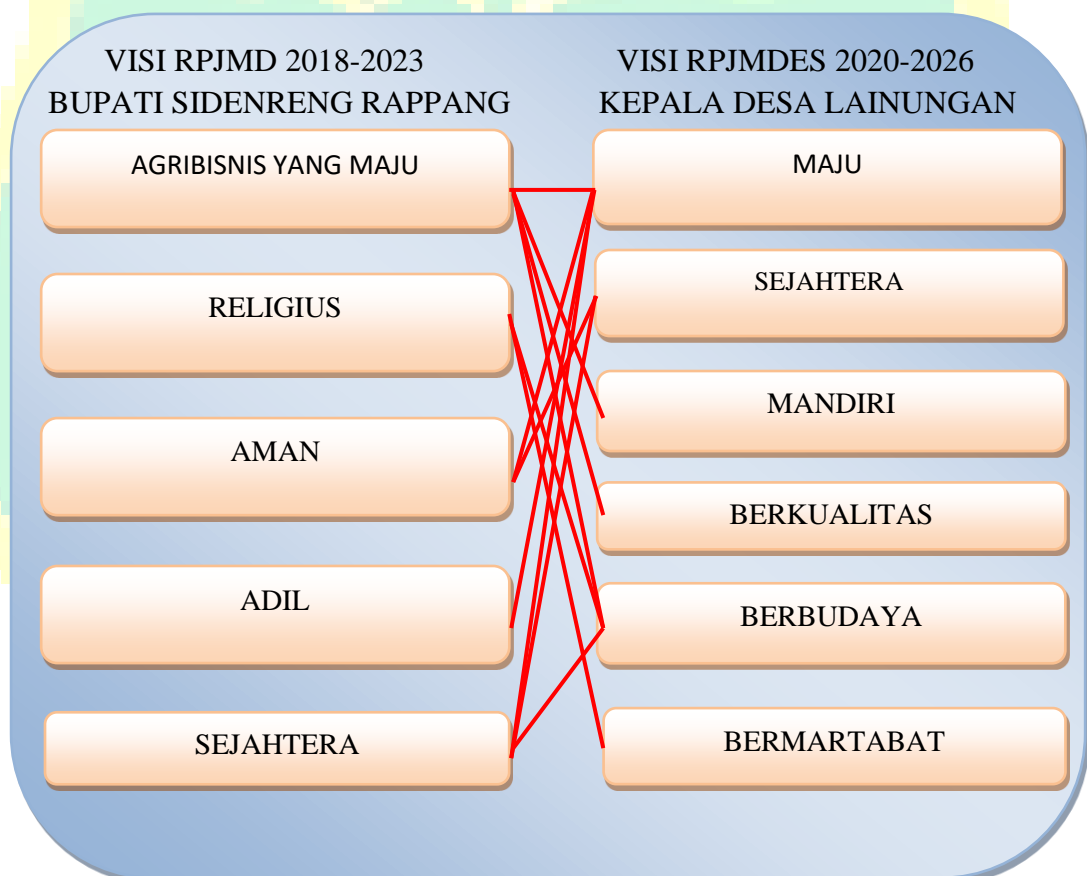 VISI RPJMD 2018-2023
BUPATI SIDENRENG RAPPANG
AGRIBISNIS YANG MAJU
RELIGIUS
AMAN
ADIL
SEJAHTERA
VISI RPJMDES 2020-2026
KEPALA DESA LAINUNGAN
MAJU
SEJAHTERA
MANDIRI
BERKUALITAS
BERBUDAYA
BERMARTABAT